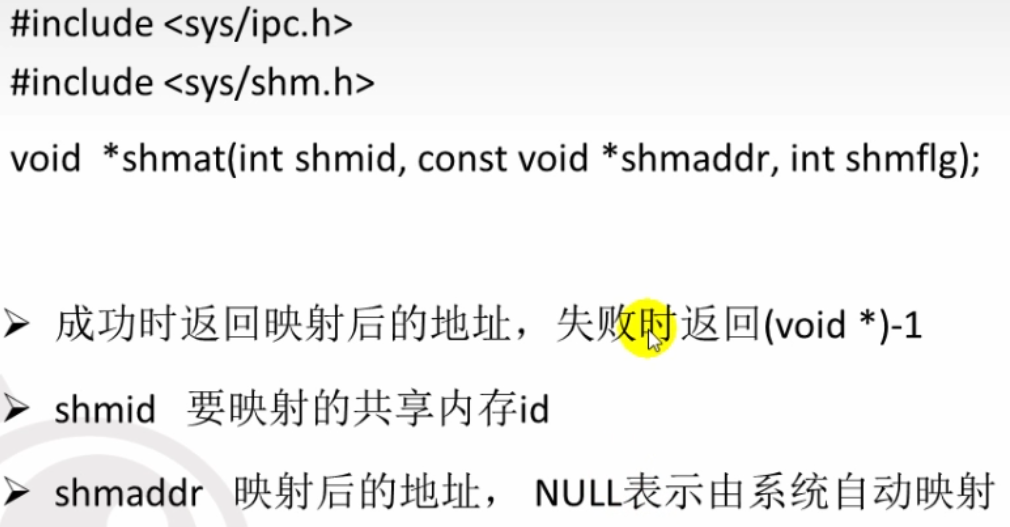 #include <sys/ipc.h>
#include <sys/shm.h>
void *shmat(int shmid, const void *shmaddr, int shmflg);
➢ 成功时返回映射后的地址，失败时返回(void *)-1
➢ shmid 要映射的共享内存id
➢ shmaddr 映射后的地址， NULL表示由系统自动映射